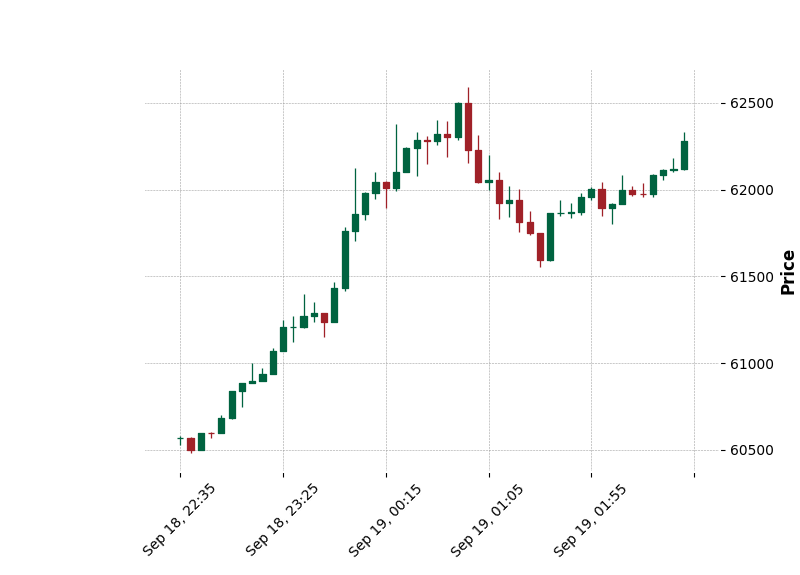 62500
62000
61500
61000
60500
Price
Sep 18, 22:35
Sep 18, 23:25
Sep 19, 00:15
Sep 19, 01:05
Sep 19, 01:55